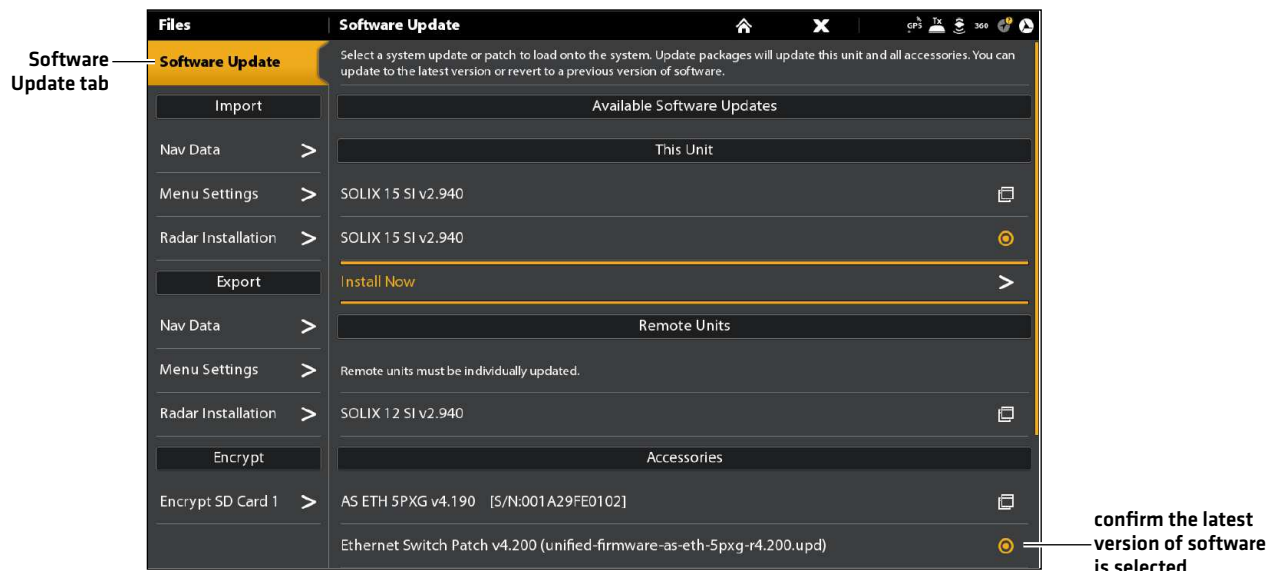 Files
Software Update
GPS Tx 360
Software
Update tab
Software Update
Select a system update or patch to load onto the system. Update packages will update this unit and all accessories. You can
update to the latest version or revert to a previous version of software.
Import
Available Software Updates
Nav Data >
This Unit
Menu Settings >
SOLIX 15 SI v2.940
Radar Installation >
SOLIX 15 SI v2.940
Export
Install Now >
Nav Data >
Remote Units
Menu Settings >
Remote units must be individually updated.
Radar Installation >
SOLIX 12 SI v2.940
Encrypt
Accessories
Encrypt SD Card 1 >
AS ETH 5PXG v4.190 [S/N:001A29FE0102]
Ethernet Switch Patch v4.200 (unified-firmware-as-eth-5pxg-r4.200.upd)
confirm the latest
version of software
is selected